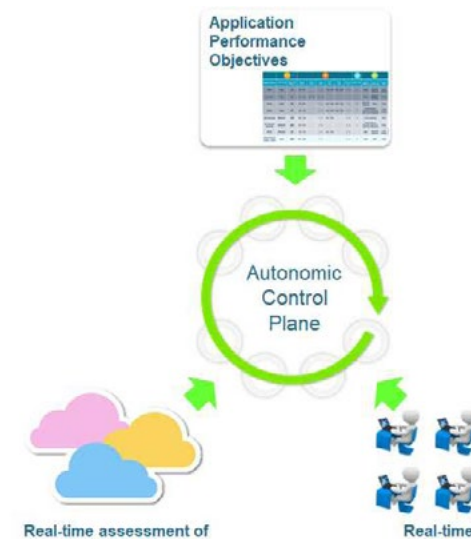 Application
Performance
Objectives
Autonomic
Control
Plane
Real-time assessment of
Real-time